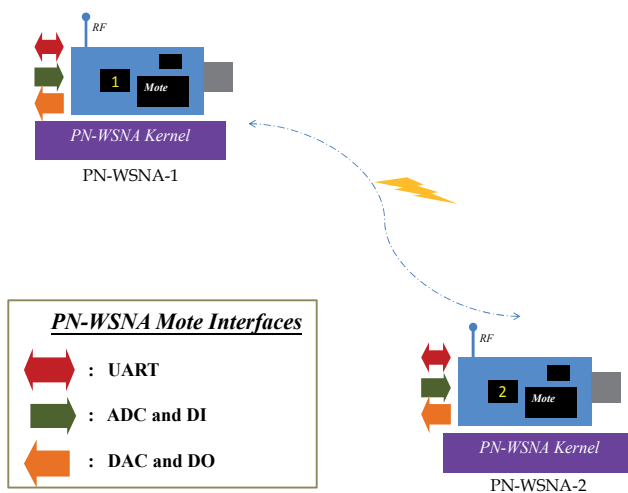 RF
1
Mote
PN-WSNA Kernel
PN-WSNA-1
PN-WSNA Mote Interfaces
: UART
: ADC and DI
: DAC and DO
RF
2
Mote
PN-WSNA Kernel
PN-WSNA-2